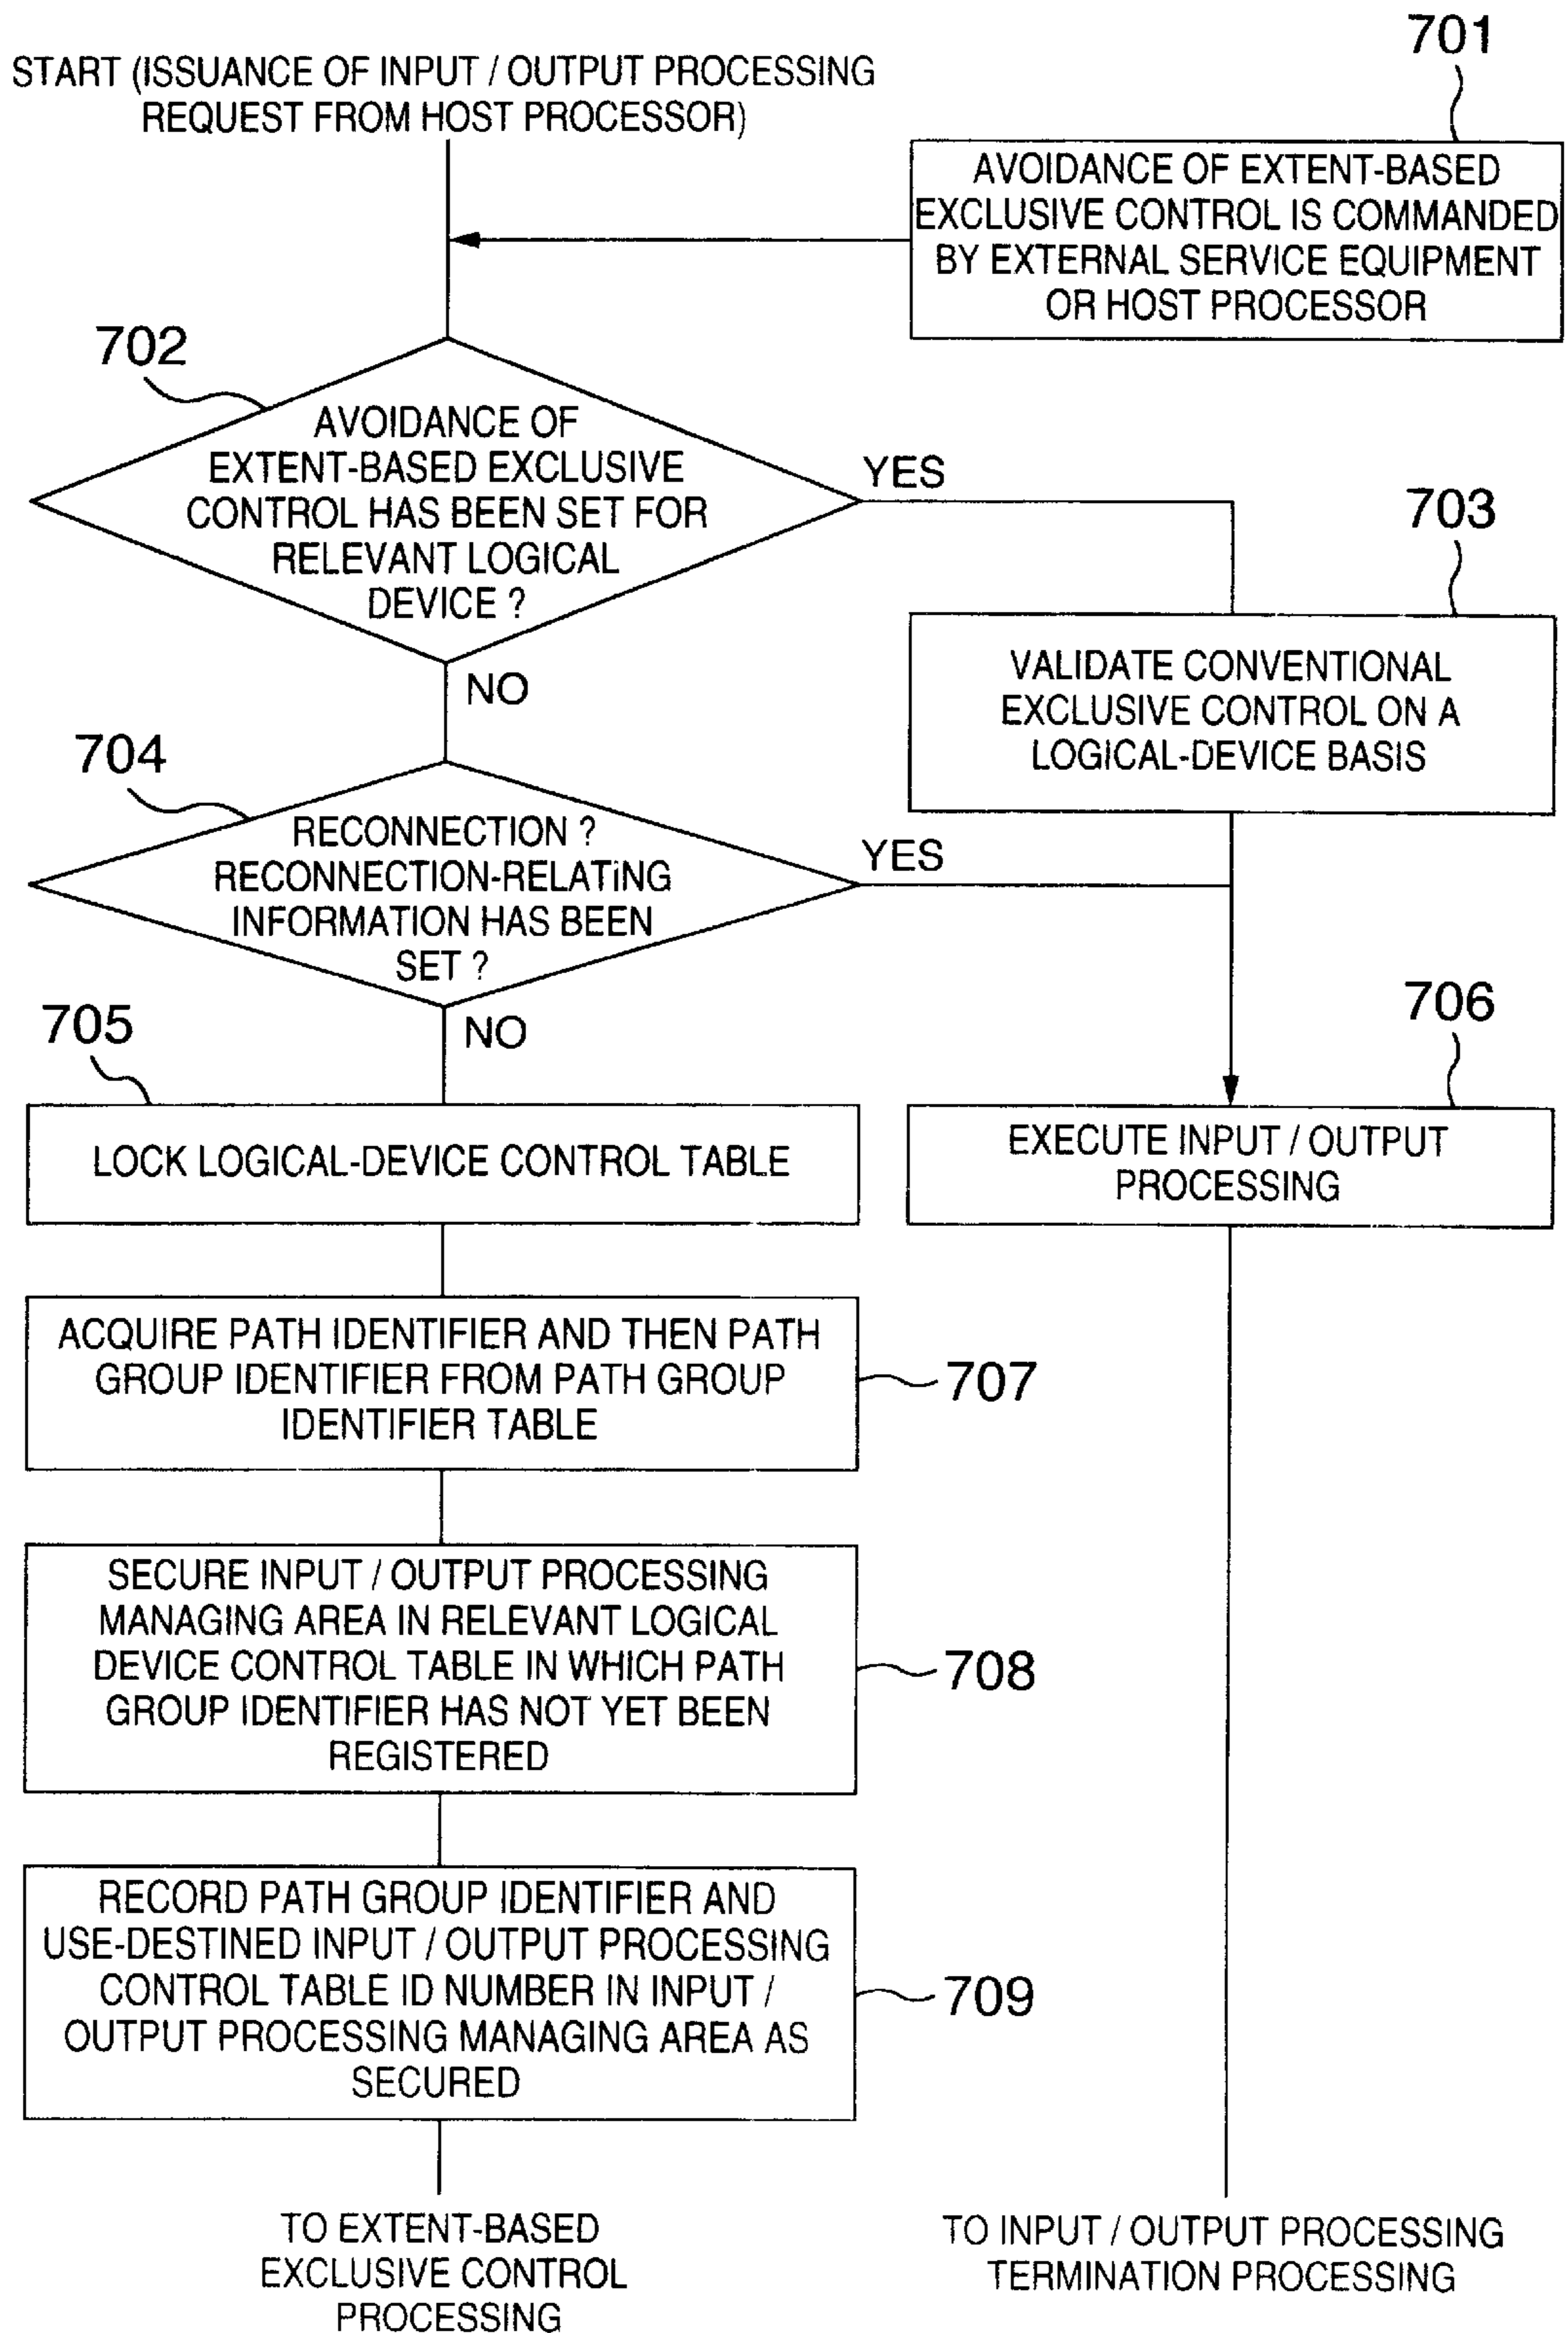 701
START (ISSUANCE OF INPUT / OUTPUT PROCESSING
REQUEST FROM HOST PROCESSOR)
AVOIDANCE OF EXTENT-BASED
EXCLUSIVE CONTROL IS COMMANDED
BY EXTERNAL SERVICE EQUIPMENT
OR HOST PROCESSOR
702
AVOIDANCE OF
EXTENT-BASED EXCLUSIVE
CONTROL HAS BEEN SET FOR
RELEVANT LOGICAL
DEVICE ?
YES
NO
703
VALIDATE CONVENTIONAL
EXCLUSIVE CONTROL ON A
LOGICAL-DEVICE BASIS
704
RECONNECTION ?
RECONNECTION-RELATiNG
INFORMATION HAS BEEN
SET ?
YES
NO
705
LOCK LOGICAL-DEVICE CONTROL TABLE
706
EXECUTE INPUT / OUTPUT
PROCESSING
ACQUIRE PATH IDENTIFIER AND THEN PATH
GROUP IDENTIFIER FROM PATH GROUP
IDENTIFIER TABLE
707
SECURE INPUT / OUTPUT PROCESSING
MANAGING AREA IN RELEVANT LOGICAL
DEVICE CONTROL TABLE IN WHICH PATH
GROUP IDENTIFIER HAS NOT YET BEEN
REGISTERED
708
RECORD PATH GROUP IDENTIFIER AND
USE-DESTINED INPUT / OUTPUT PROCESSING
CONTROL TABLE ID NUMBER IN INPUT /
OUTPUT PROCESSING MANAGING AREA AS
SECURED
709
TO EXTENT-BASED
EXCLUSIVE CONTROL
PROCESSING
TO INPUT / OUTPUT PROCESSING
TERMINATION PROCESSING